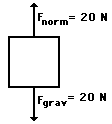 Fnorm = 20 N
Fgrav = 20 N